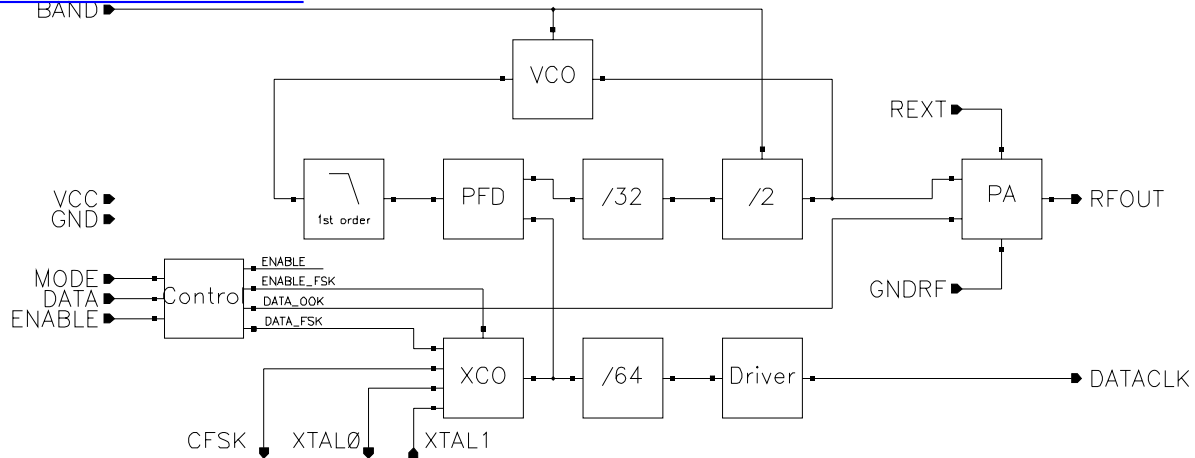 BAND
VCO
REXT
1st order
PFD
/32
/2
PA
RFOUT
VCC
GND
GNDRF
MODE
DATA
ENABLE
Control
ENABLE
ENABLE_FSK
DATA_OOK
DATA_FSK
XCO
/64
Driver
DATACLK
CFSK
XTALØ
XTAL1